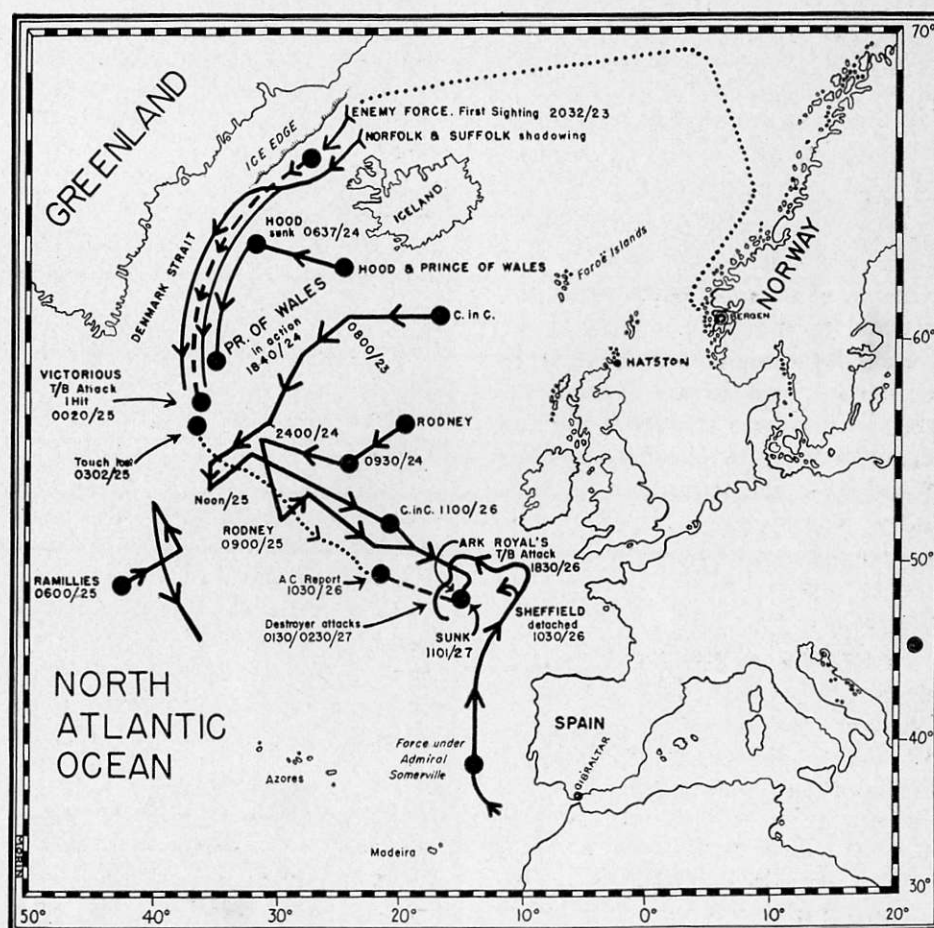 70°
GREENLAND
ICE EDGE
ENEMY FORCE. First Sighting 2032/23
NORFOLK & SUFFOLK shadowing
ICELAND
DENMARK STRAIT
HOOD
sunk 0637/24
HOOD & PRINCE OF WALES
Faroe Islands
NORWAY
BERGEN
60°
PR. OF WALES
in action
1840/24
0800/25
C. in C.
HATSTON
VICTORIOUS
T/B Attack
1 Hit
0020/25
Touch lost
0302/25
2400/24
RODNEY
0930/24
Noon/25
RODNEY
0900/25
C. in C. 1100/26
ARK ROYAL'S
T/B Attack
1830/26
50°
RAMILLIES
0600/25
A.C Report
1030/26
Destroyer attacks
0130/0230/27
SUNK
1101/27
SHEFFIELD
detached
1030/26
NORTH
ATLANTIC
OCEAN
SPAIN
GIBRALTAR
40°
Force under
Admiral
Somerville
Azores
Madeira
30°
50°
40°
30°
20°
10°
0°
10°
20°